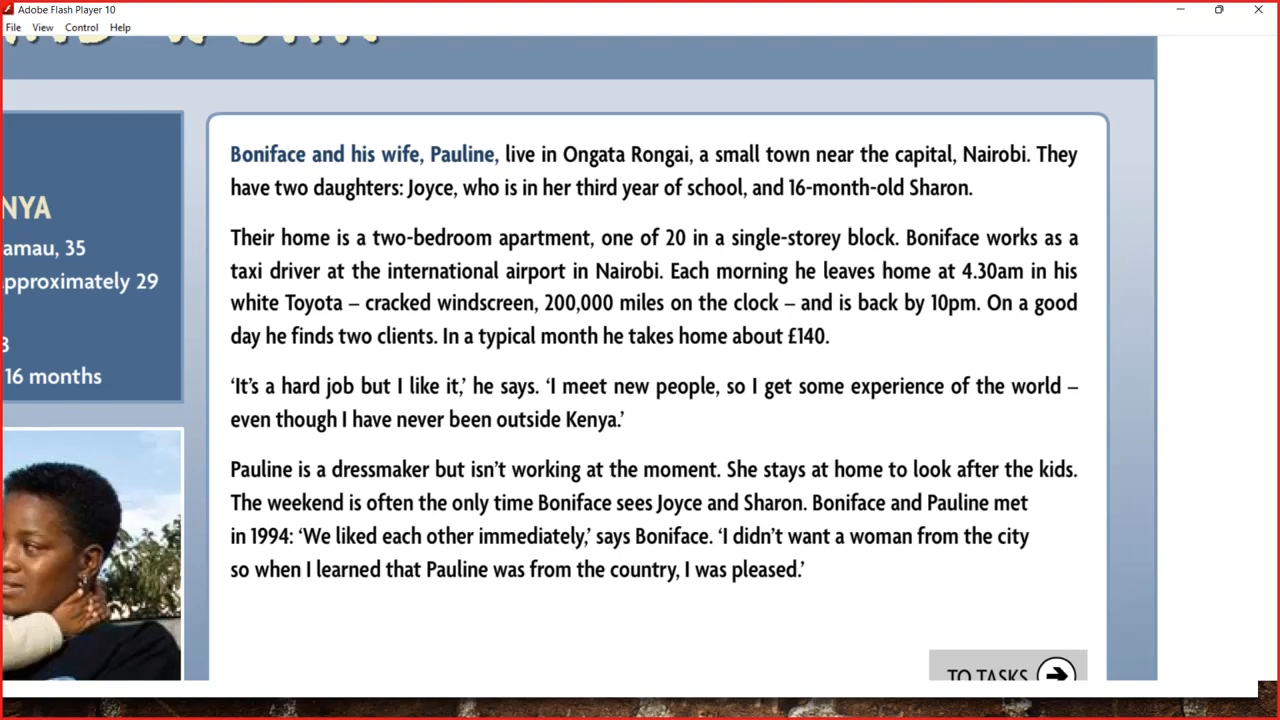 Adobe Flash Player 10
File View Control Help
NYA
amau, 35
approximately 29
3
16 months
Boniface and his wife, Pauline, live in Ongata Rongai, a small town near the capital, Nairobi. They
have two daughters: Joyce, who is in her third year of school, and 16-month-old Sharon.
Their home is a two-bedroom apartment, one of 20 in a single-storey block. Boniface works as a
taxi driver at the international airport in Nairobi. Each morning he leaves home at 4.30am in his
white Toyota – cracked windscreen, 200,000 miles on the clock – and is back by 10pm. On a good
day he finds two clients. In a typical month he takes home about £140.
‘It’s a hard job but I like it,’ he says. ‘I meet new people, so I get some experience of the world –
even though I have never been outside Kenya.’
Pauline is a dressmaker but isn’t working at the moment. She stays at home to look after the kids.
The weekend is often the only time Boniface sees Joyce and Sharon. Boniface and Pauline met
in 1994: ‘We liked each other immediately,’ says Boniface. ‘I didn’t want a woman from the city
so when I learned that Pauline was from the country, I was pleased.’
TO TASKS